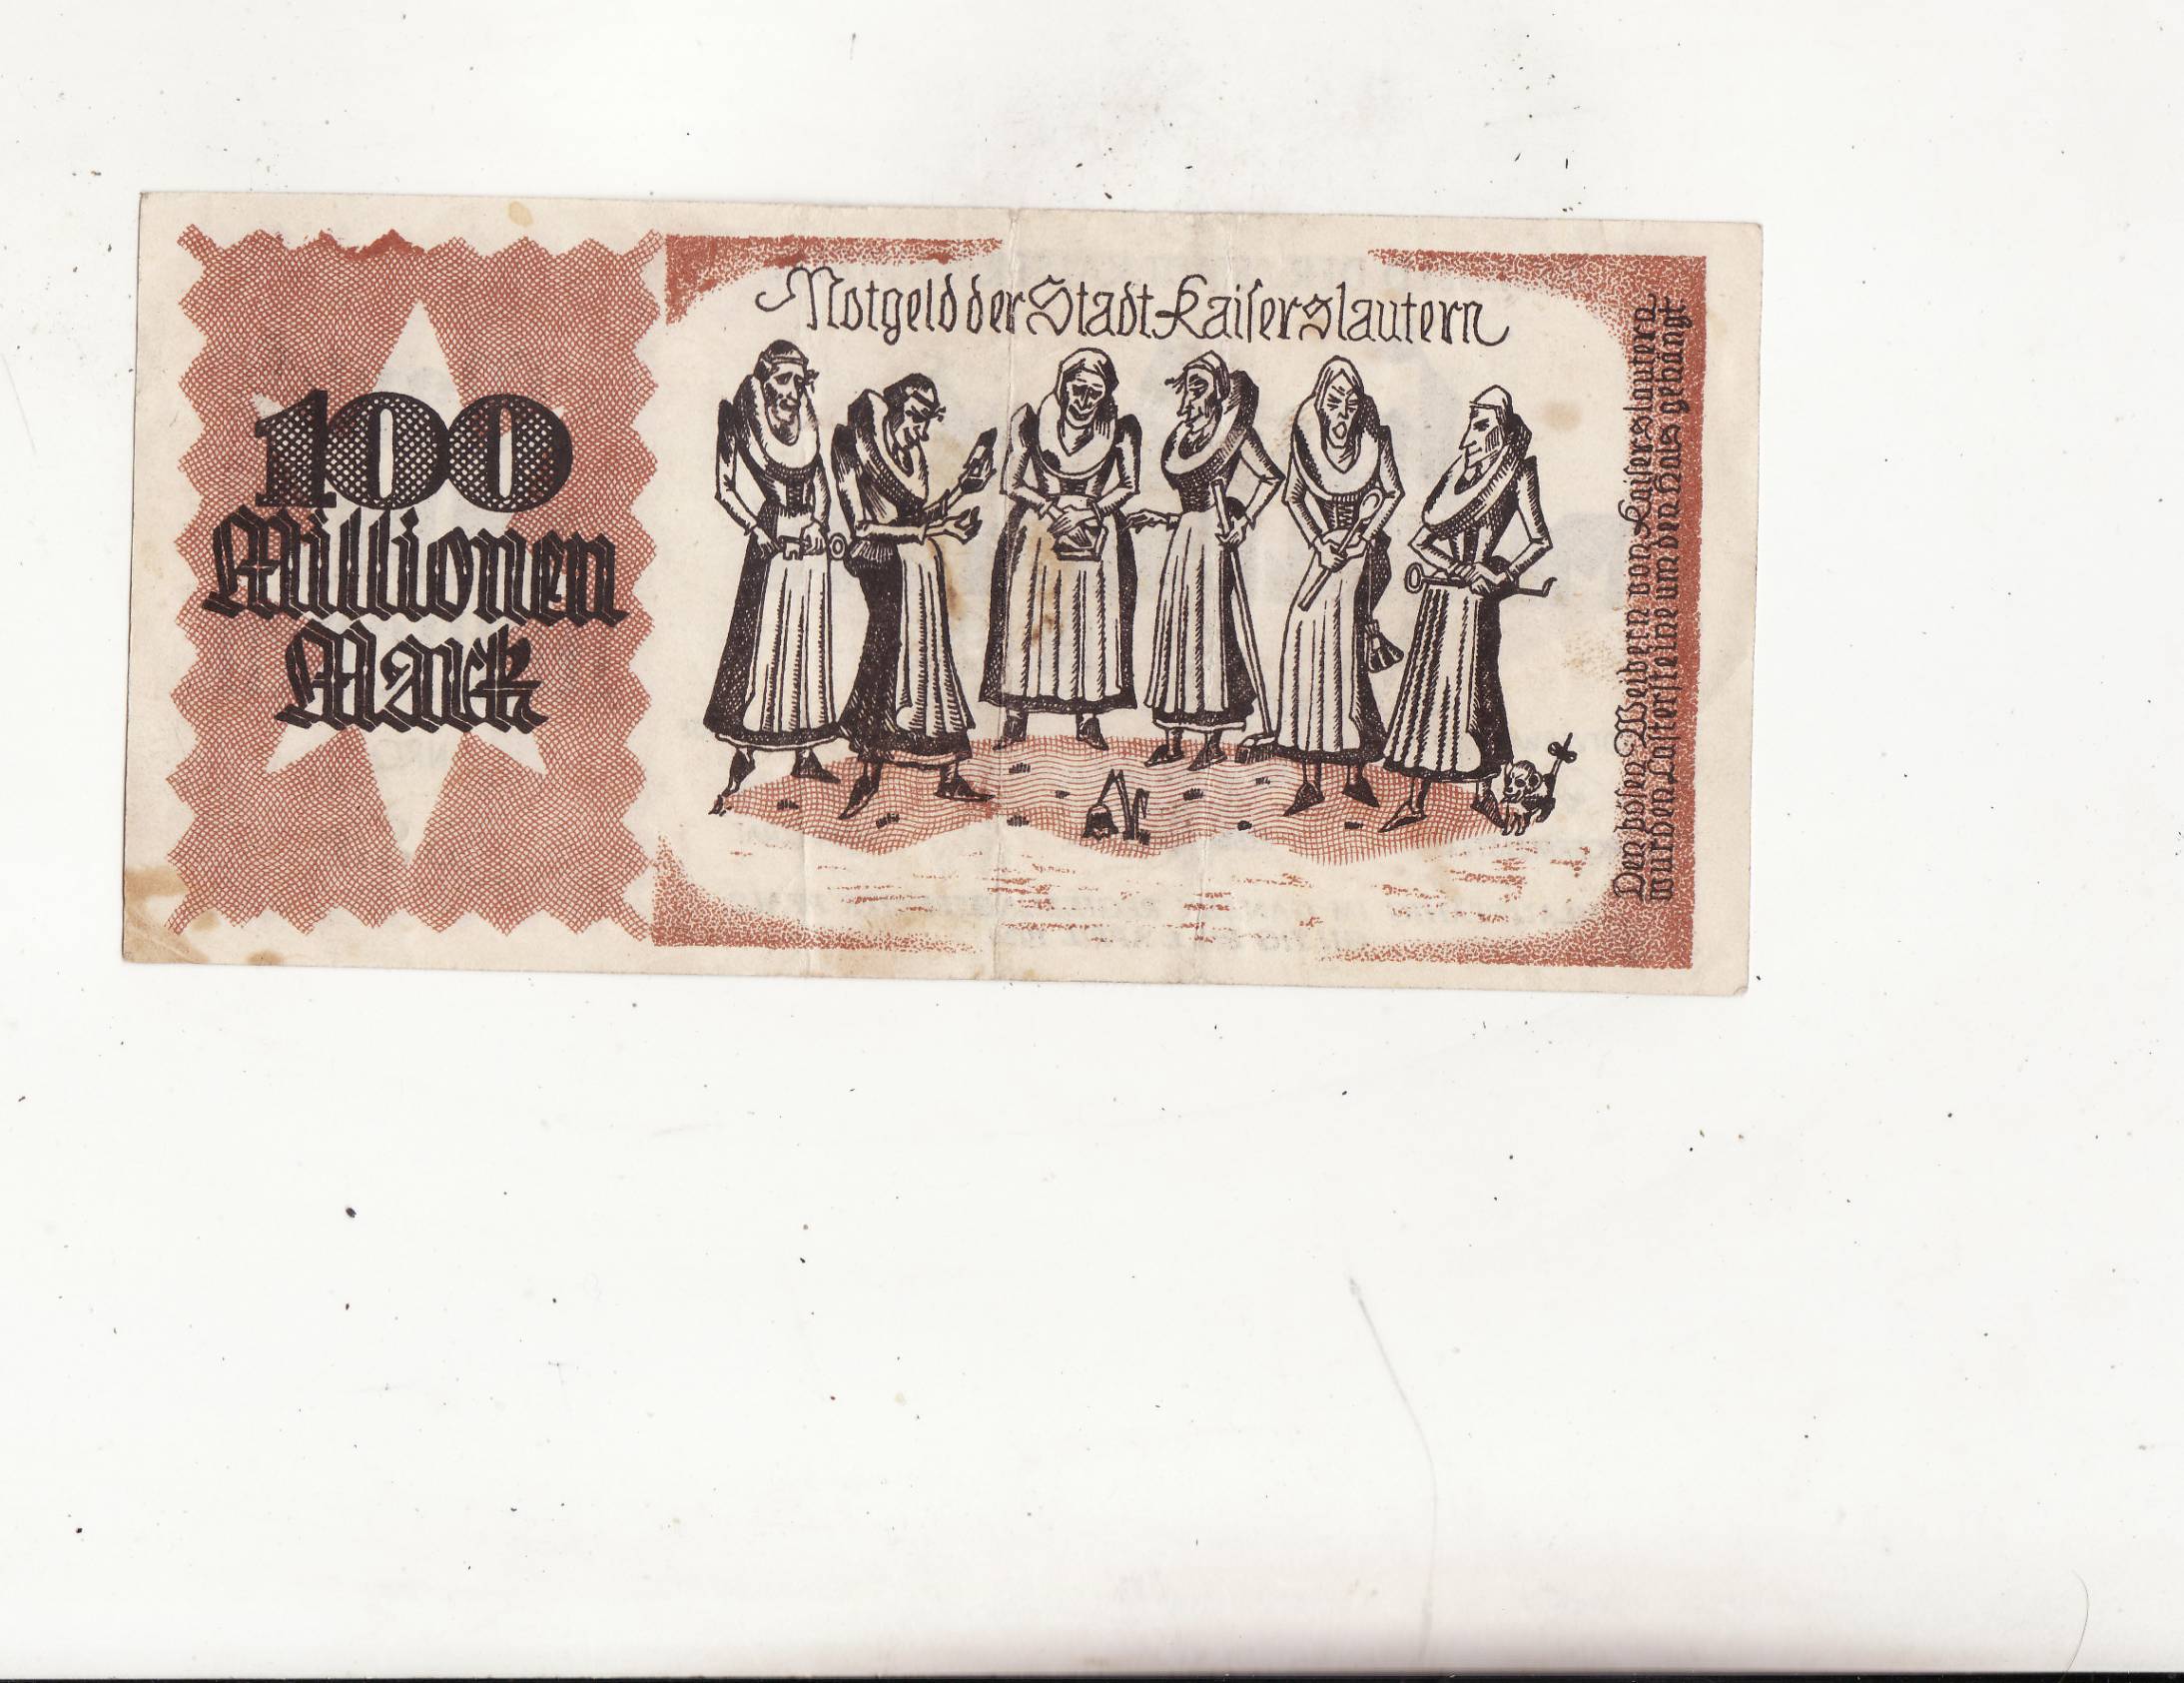 100
Millionen
Mark
Notgeld der Stadt Kaiserslautern
Den bösen Weibern von Kaiserslautern
wurden Lastersteine um den Hals gehängt